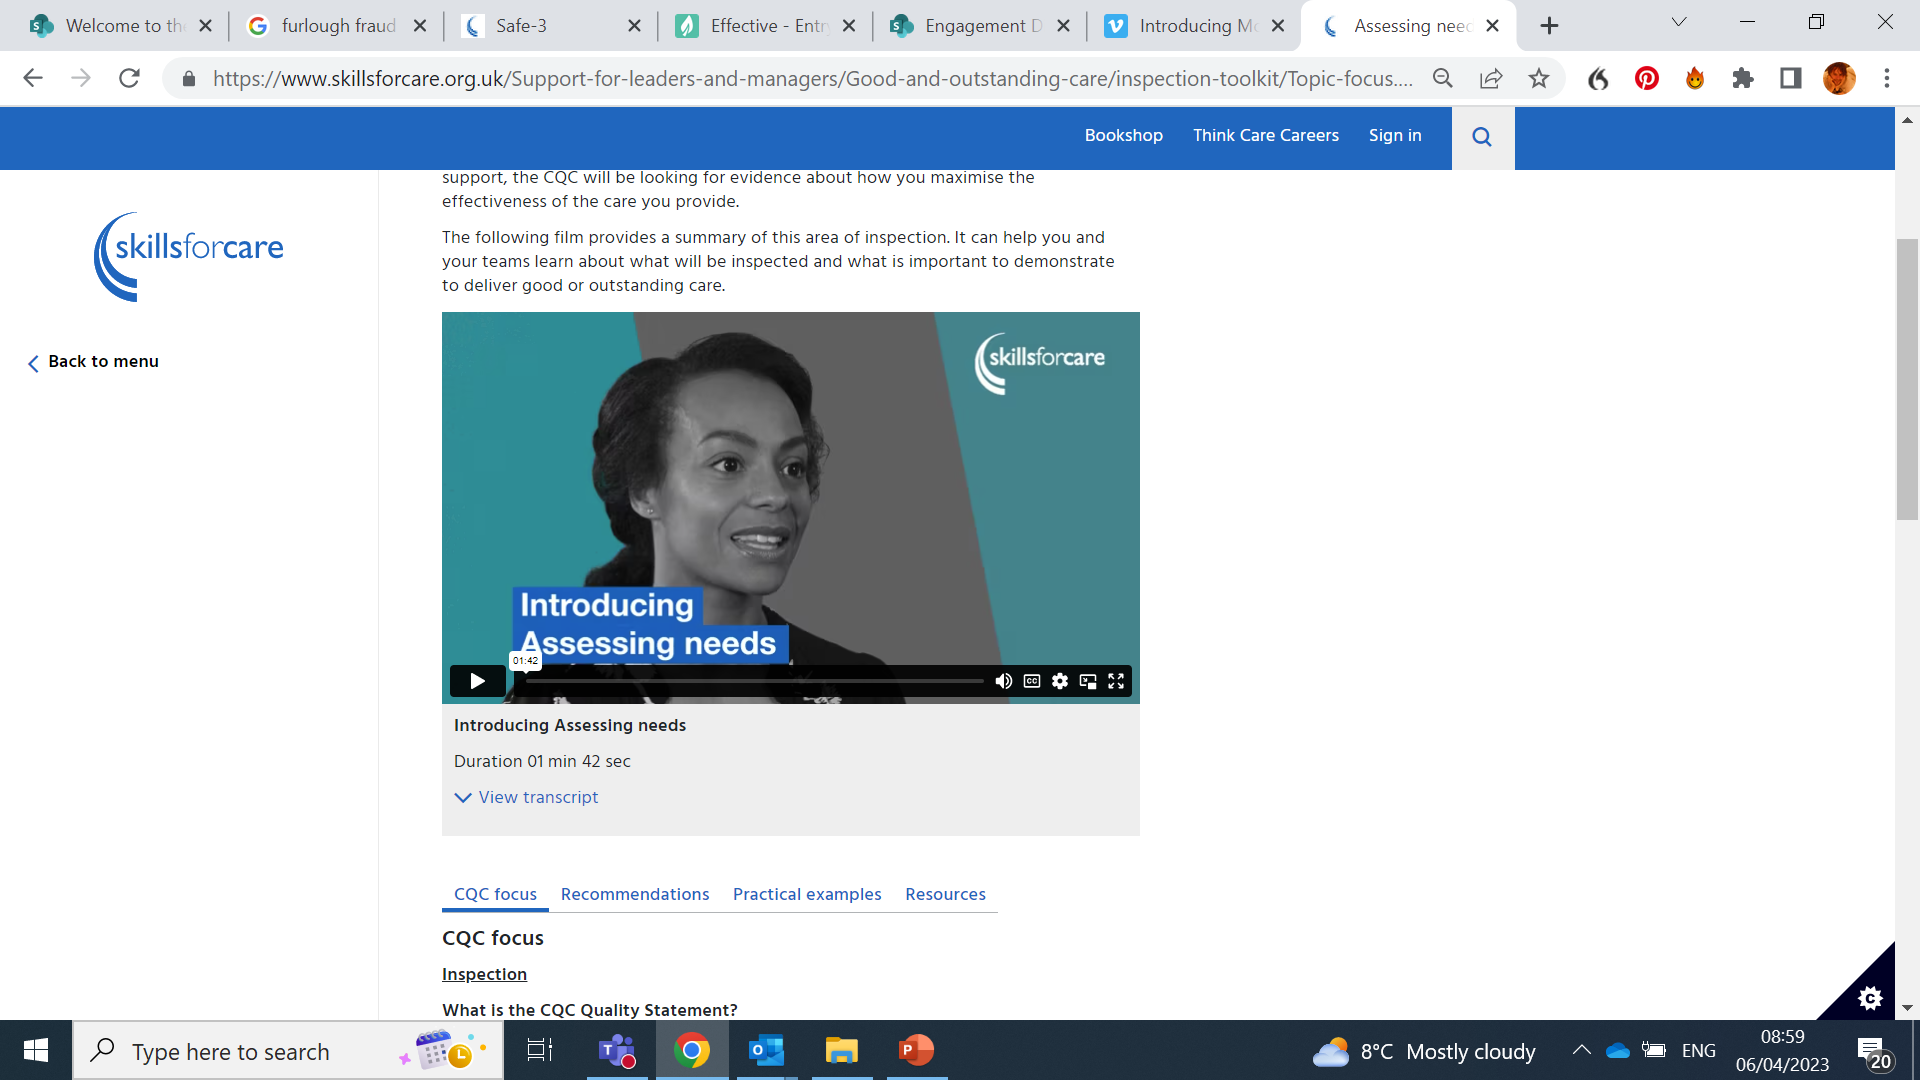 Welcome to th
furlough fraud
Safe-3
Effective - Entr
Engagement D
Introducing Mo
Assessing need
https://www.skillsforcare.org.uk/Support-for-leaders-and-managers/Good-and-outstanding-care/inspection-toolkit/Topic-focus....
Bookshop
Think Care Careers
Sign in
skillsforcare
Back to menu
support, the CQC will be looking for evidence about how you maximise the
effectiveness of the care you provide.
The following film provides a summary of this area of inspection. It can help you and
your teams learn about what will be inspected and what is important to demonstrate
to deliver good or outstanding care.
skillsforcare
Introducing
Assessing needs
01:42
CC
Introducing Assessing needs
Duration 01 min 42 sec
View transcript
CQC focus
Recommendations
Practical examples
Resources
CQC focus
Inspection
What is the CQC Quality Statement?
Type here to search
8°C Mostly cloudy
ENG
08:59
06/04/2023
20